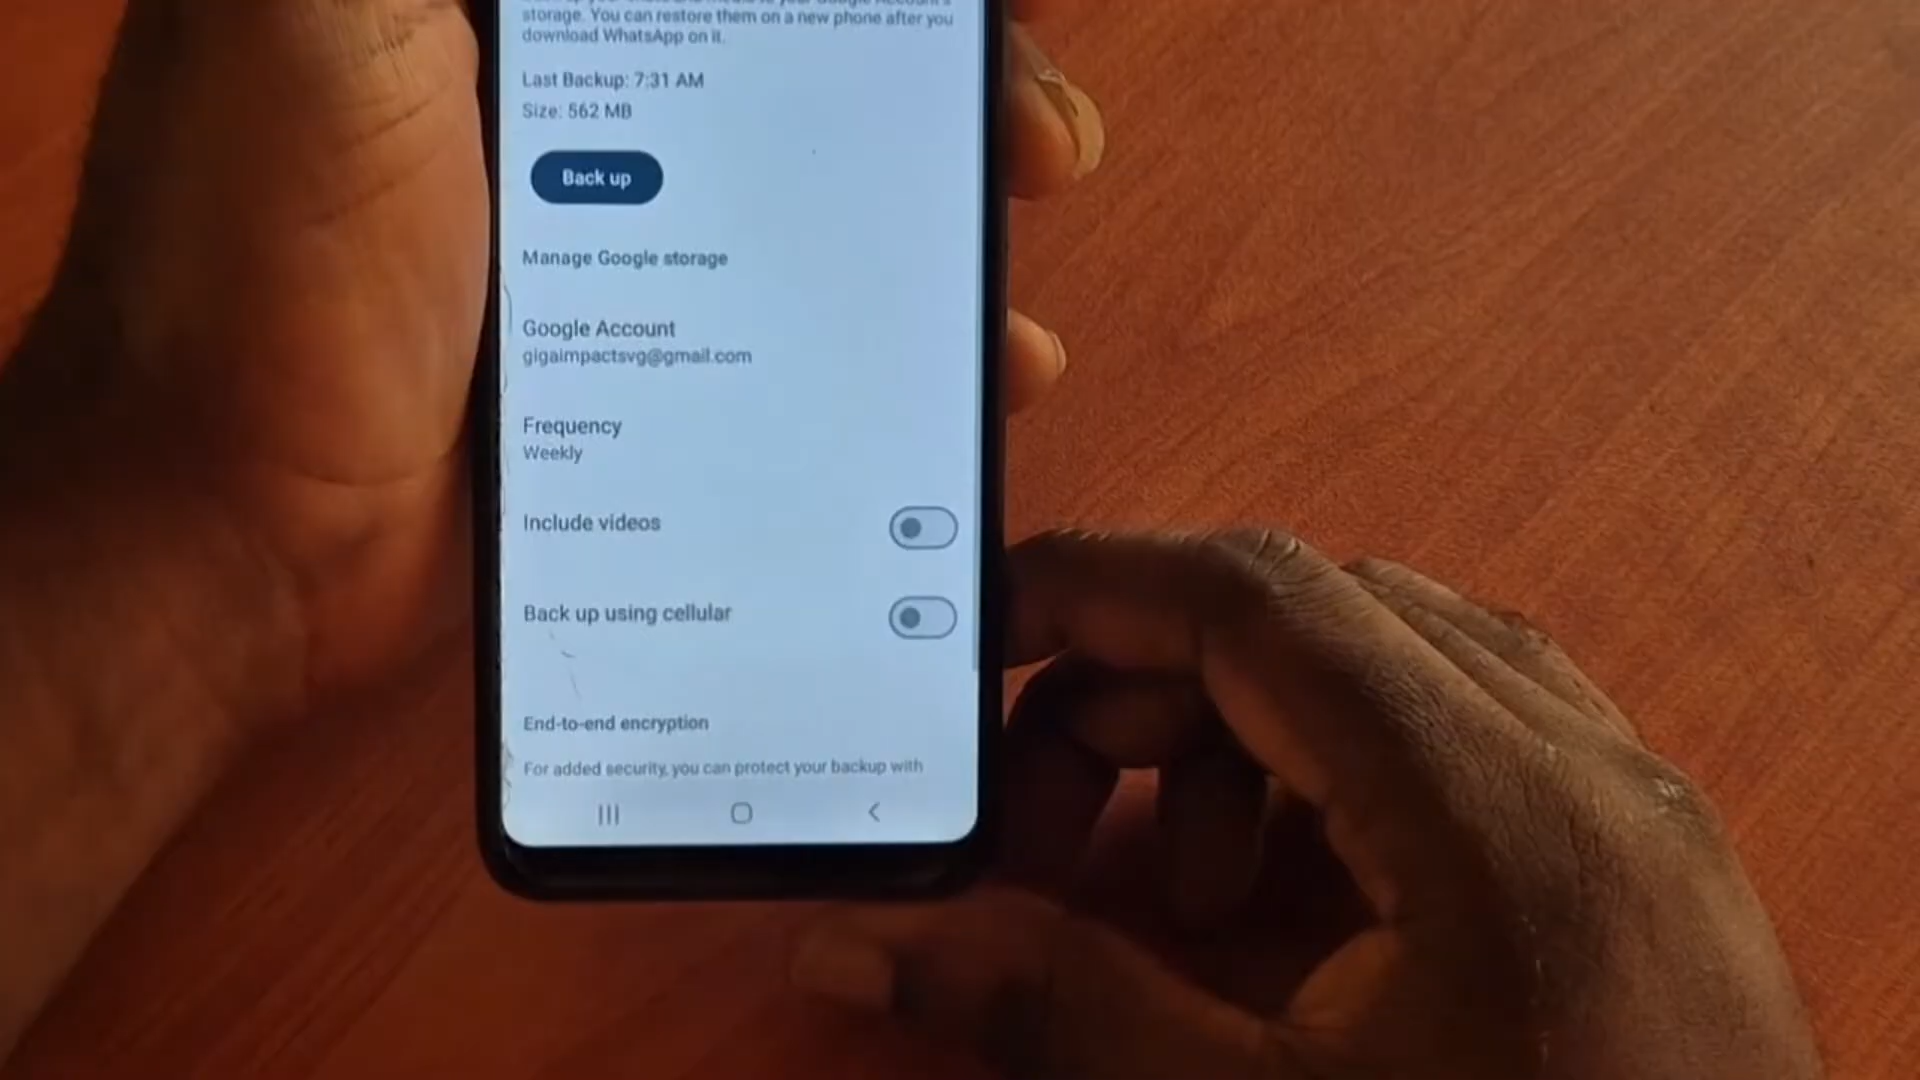 storage. You can restore them on a new phone after you
download WhatsApp on it.
Last Backup: 7:31 AM
Size: 562 MB
Back up
Manage Google storage
Google Account
gigaimpactsvg@gmail.com
Frequency
Weekly
Include videos
Back up using cellular
End-to-end encryption
For added security, you can protect your backup with